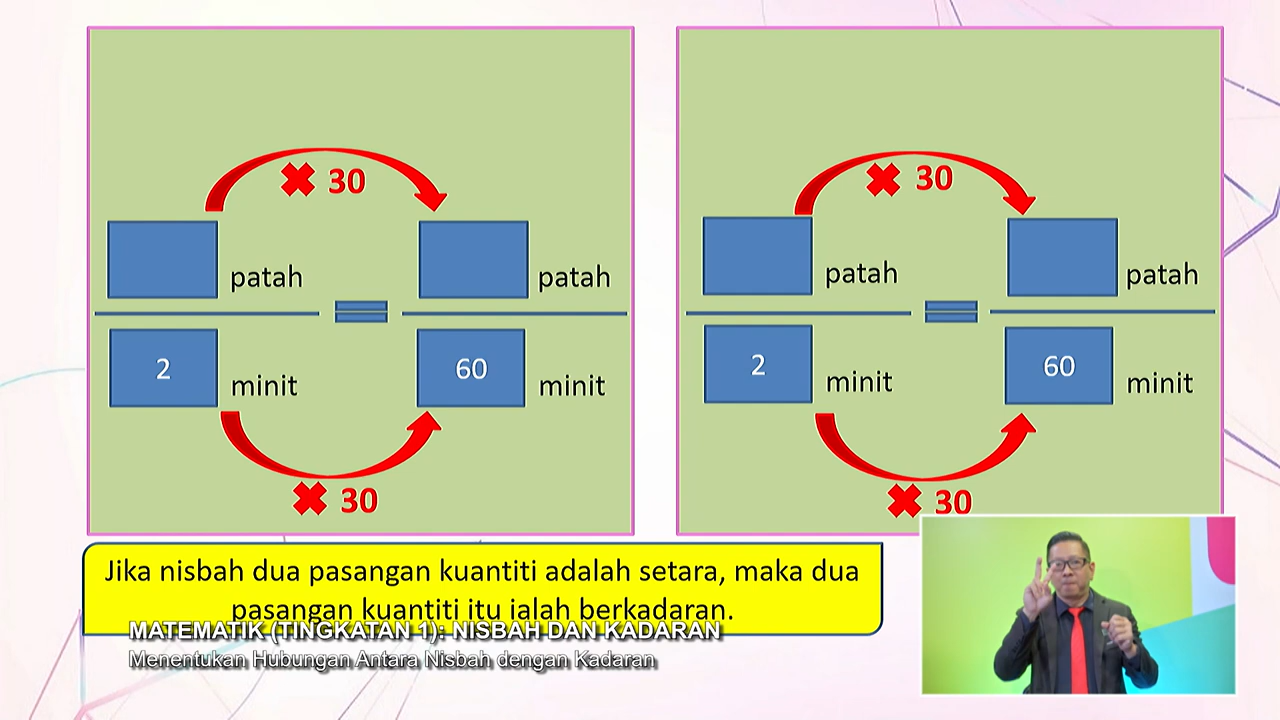 ✖ 30
patah
patah
2
minit
60
minit
✖ 30
✖ 30
patah
patah
2
minit
60
minit
✖ 30
Jika nisbah dua pasangan kuantiti adalah setara, maka dua
pasangan kuantiti itu ialah berkadaran.
MATEMATIK (TINGKATAN 1): NISBAH DAN KADARAN
Menentukan Hubungan Antara Nisbah dengan Kadaran